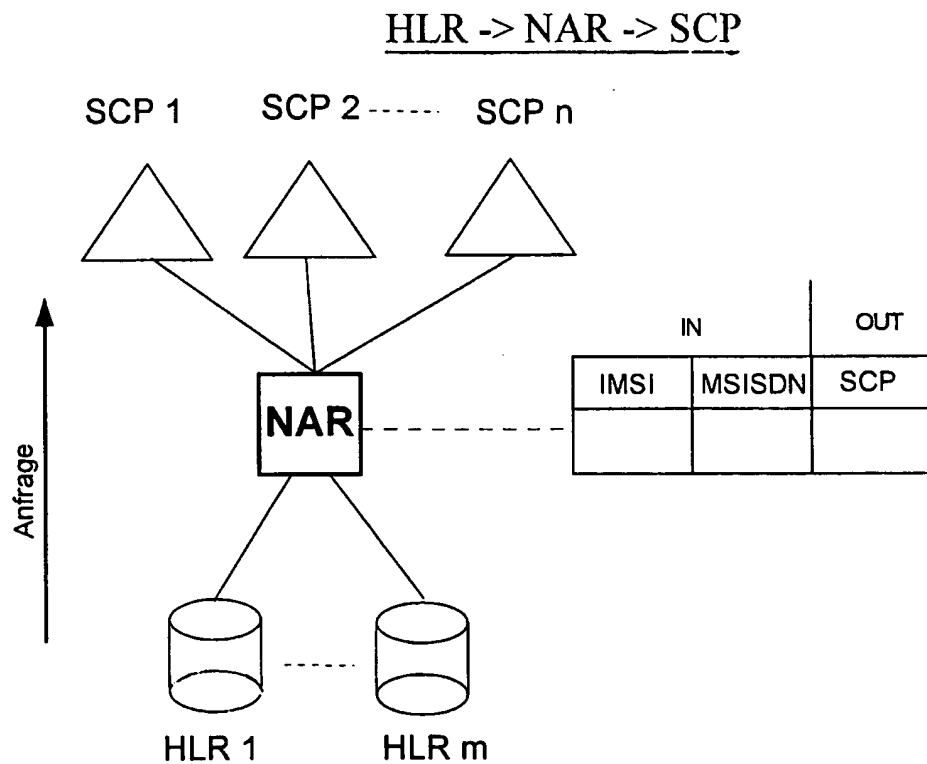 HLR -> NAR -> SCP
SCP 1 SCP 2 SCP n
IN OUT
IMSI MSISDN SCP
NAR
Anfrage
HLR 1 HLR m